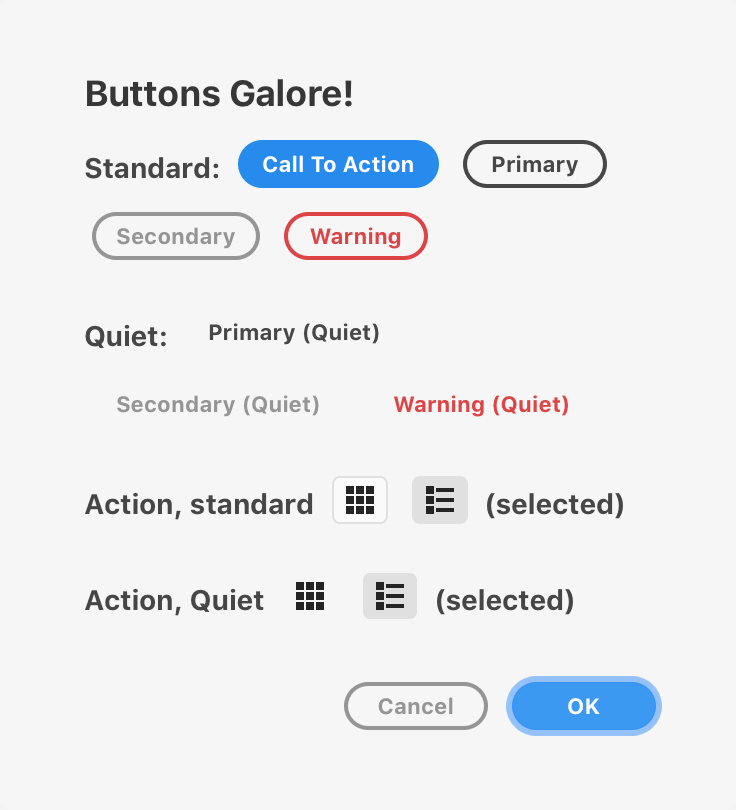 Buttons Galore!
Standard: Call To Action Primary
Secondary Warning
Quiet: Primary (Quiet)
Secondary (Quiet) Warning (Quiet)
Action, standard (selected)
Action, Quiet (selected)
Cancel OK